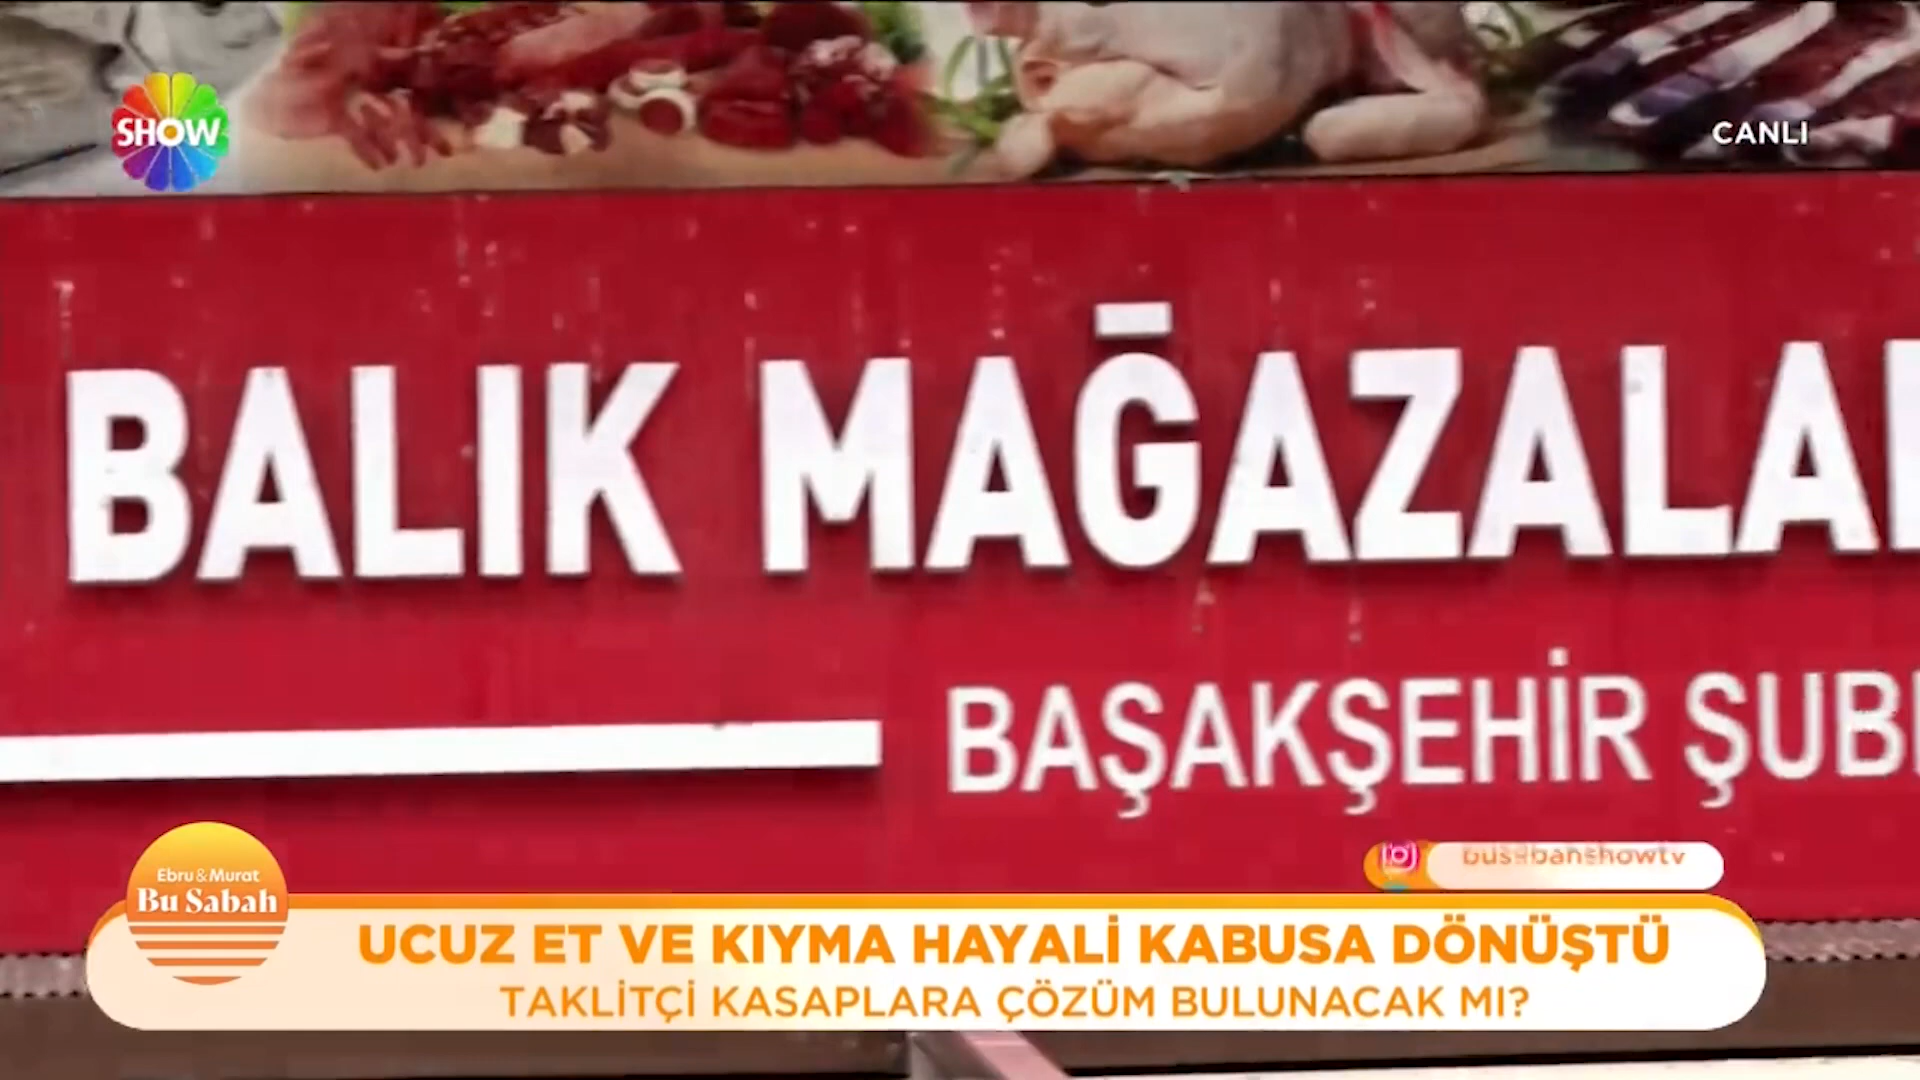 SHOW
CANLI
BALIK MAĞAZALA
BAŞAKŞEHİR ŞUB
busabahshowtv
Ebru & Murat
Bu Sabah
UCUZ ET VE KIYMA HAYALİ KABUSA DÖNÜŞTÜ
TAKLİTÇİ KASAPLARA ÇÖZÜM BULUNACAK MI?